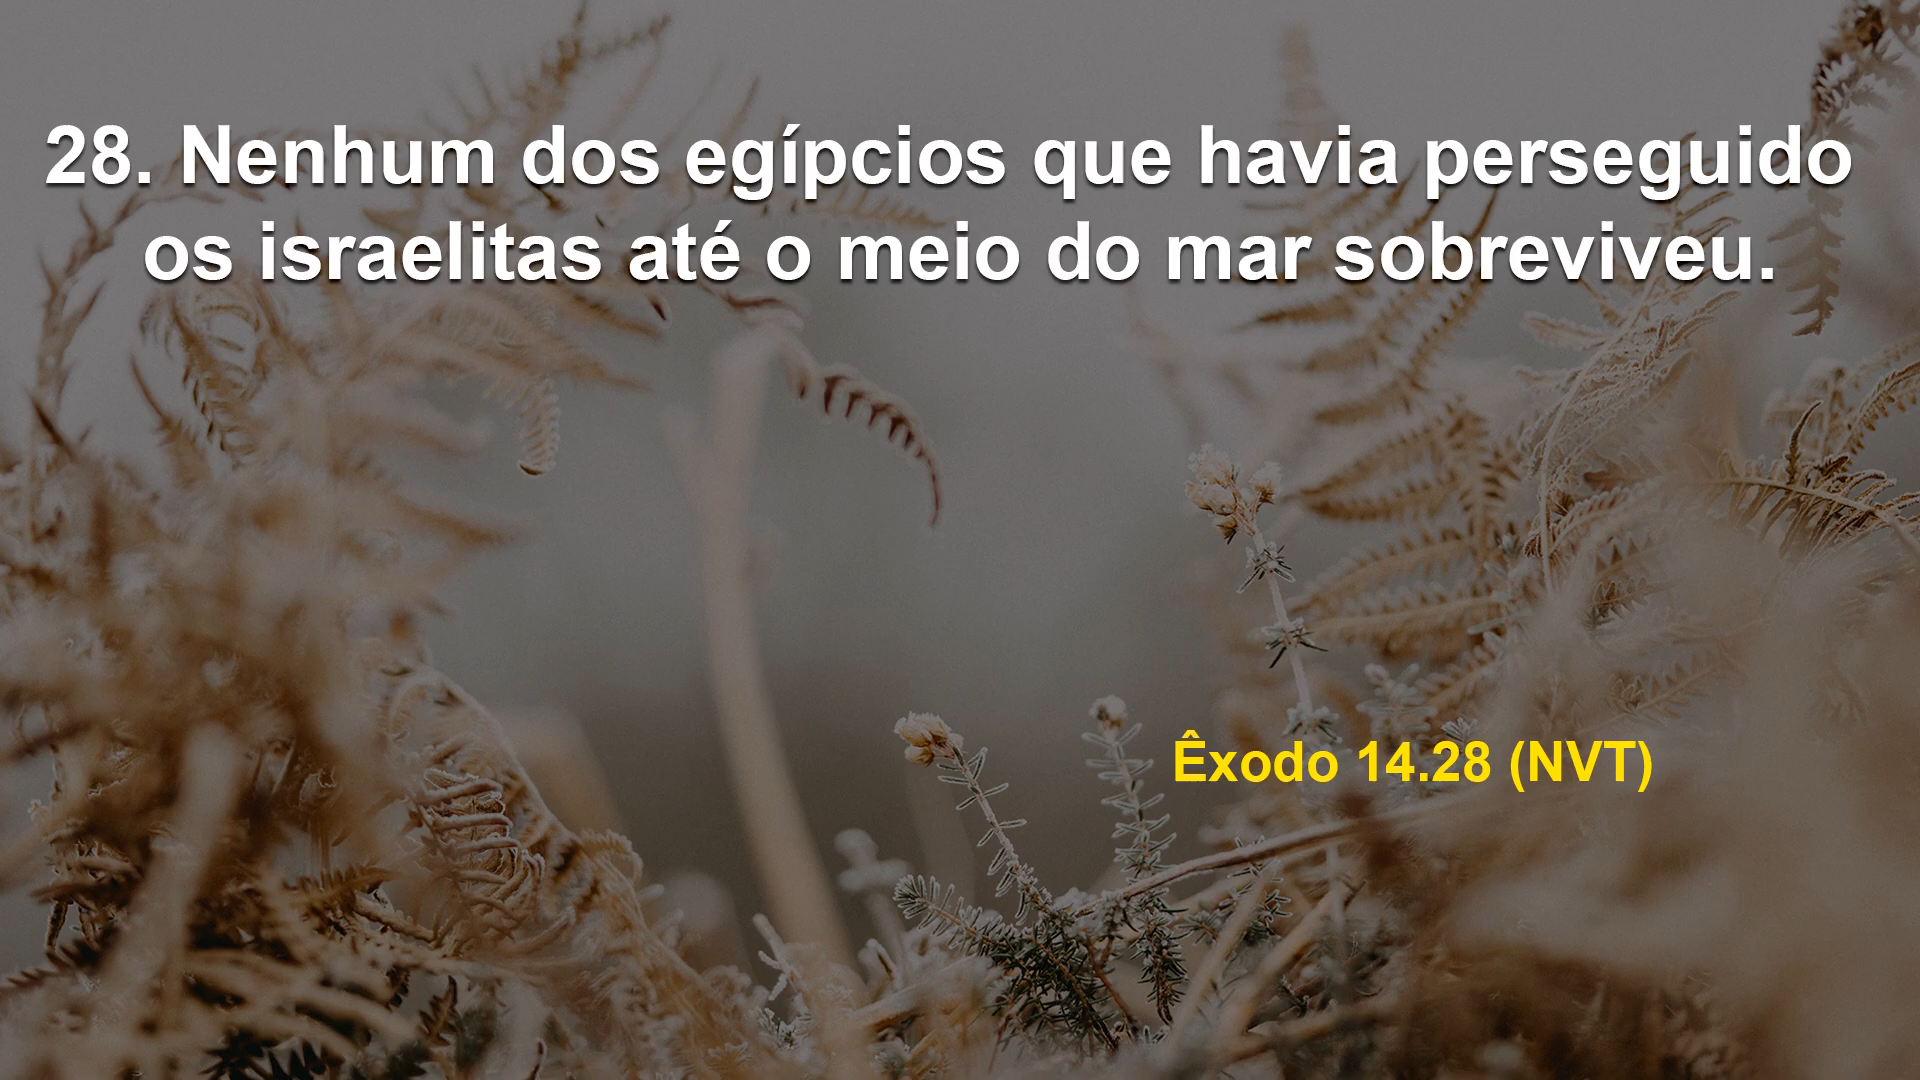 28. Nenhum dos egípcios que havia perseguido
os israelitas até o meio do mar sobreviveu.
Êxodo 14.28 (NVT)